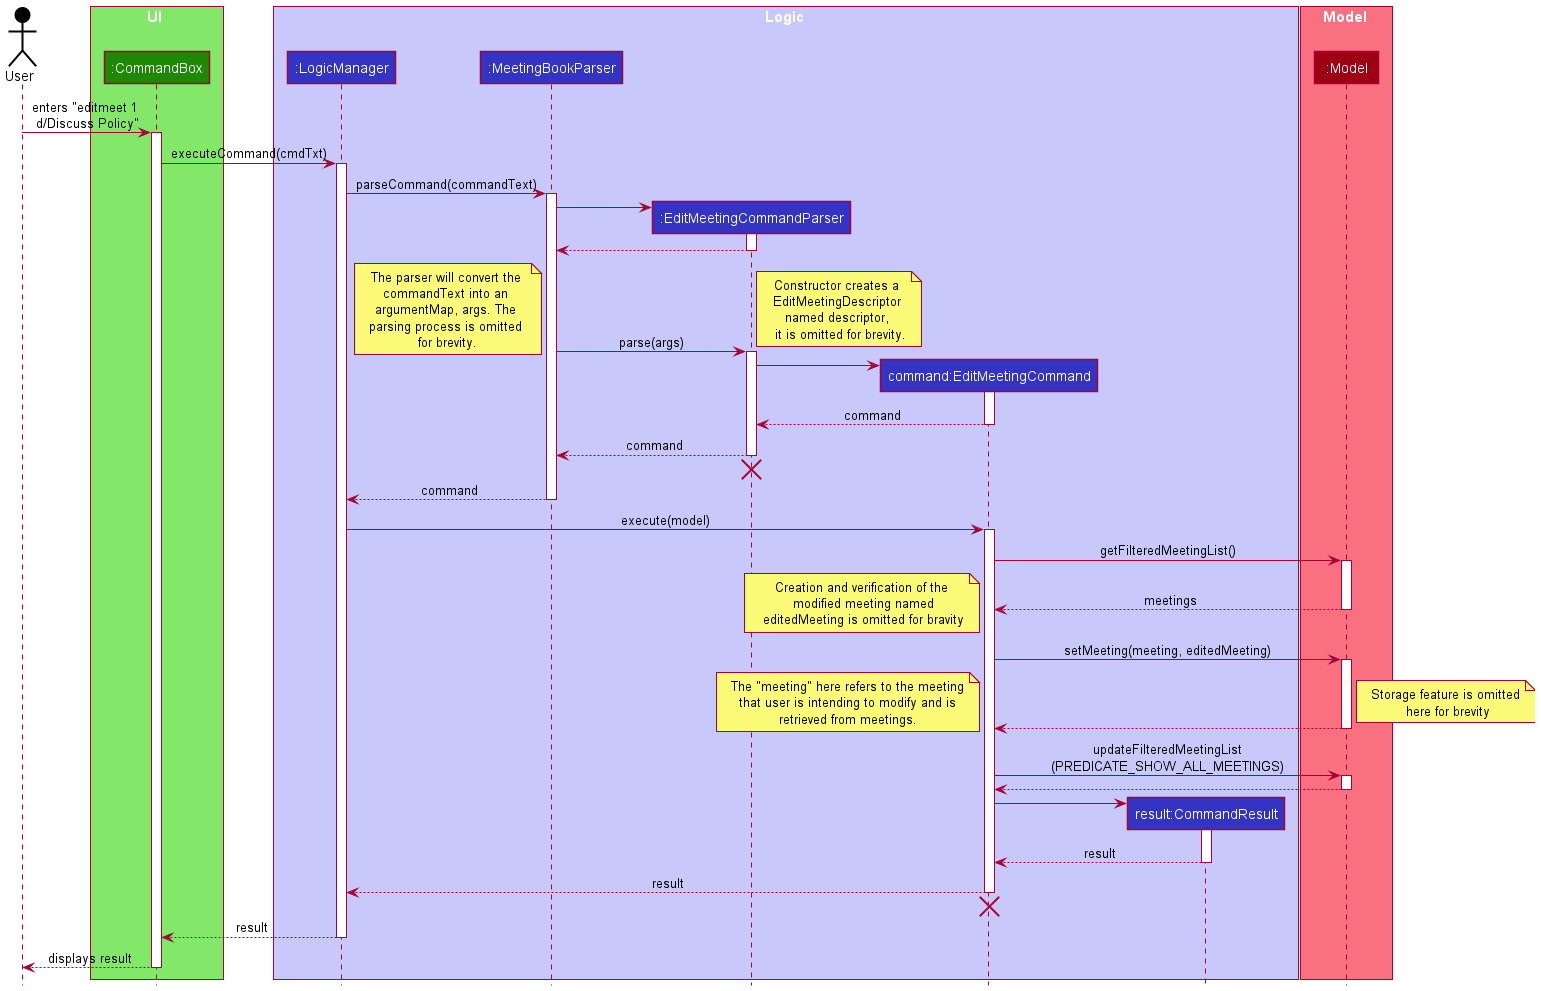 UI
Logic
Model
User
:CommandBox
:LogicManager
:MeetingBookParser
:Model
enters "editmeet 1
d/Discuss Policy"
executeCommand(cmdTxt)
parseCommand(commandText)
:EditMeetingCommandParser
The parser will convert the
commandText into an
argumentMap, args. The
parsing process is omitted
for brevity.
Constructor creates a
EditMeetingDescriptor
named descriptor,
it is omitted for brevity.
parse(args)
command:EditMeetingCommand
command
command
command
execute(model)
getFilteredMeetingList()
Creation and verification of the
modified meeting named
editedMeeting is omitted for bravity
meetings
setMeeting(meeting, editedMeeting)
The "meeting" here refers to the meeting
that user is intending to modify and is
retrieved from meetings.
Storage feature is omitted
here for brevity
updateFilteredMeetingList
(PREDICATE_SHOW_ALL_MEETINGS)
result:CommandResult
result
result
result
displays result